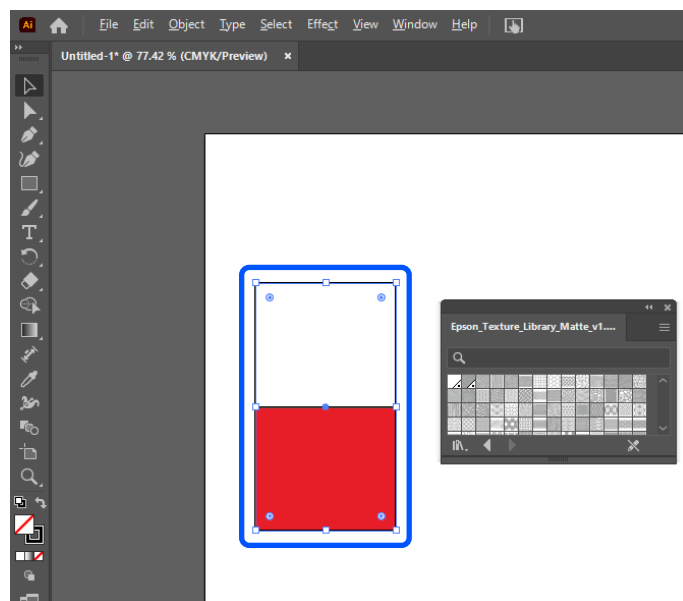 Ai File Edit Object Type Select Effect View Window Help
Untitled-1* @ 77.42 % (CMYK/Preview) ×
Epson_Texture_Library_Matte_v1....